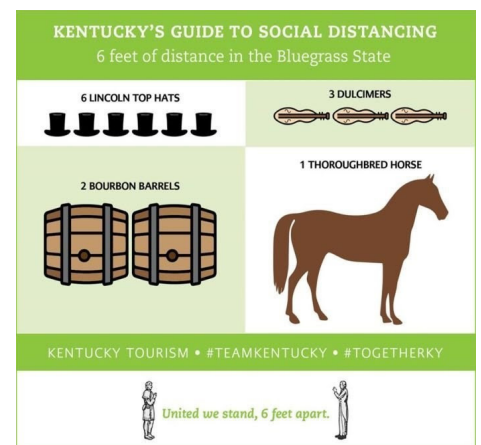 KENTUCKY'S GUIDE TO SOCIAL DISTANCING
6 feet of distance in the Bluegrass State
6 LINCOLN TOP HATS
3 DULCIMERS
2 BOURBON BARRELS
1 THOROUGHBRED HORSE
KENTUCKY TOURISM • #TEAMKENTUCKY • #TOGETHERKY
United we stand, 6 feet apart.